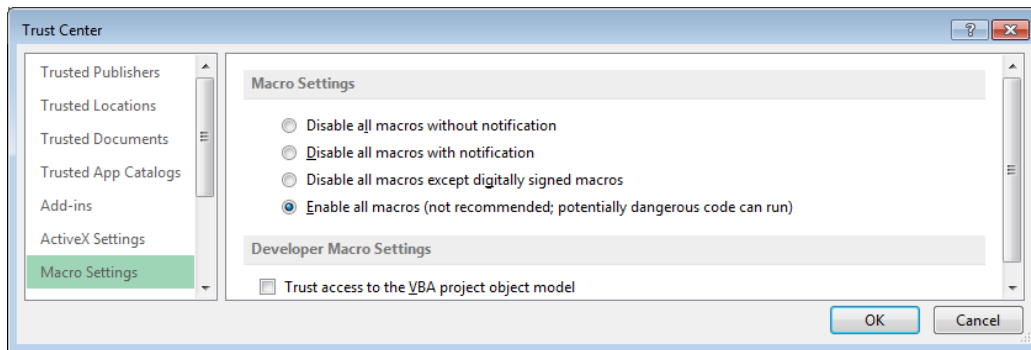 Trust Center
Trusted Publishers
Trusted Locations
Trusted Documents
Trusted App Catalogs
Add-ins
ActiveX Settings
Macro Settings
Macro Settings
Disable all macros without notification
Disable all macros with notification
Disable all macros except digitally signed macros
Enable all macros (not recommended; potentially dangerous code can run)
Developer Macro Settings
Trust access to the VBA project object model
OK
Cancel